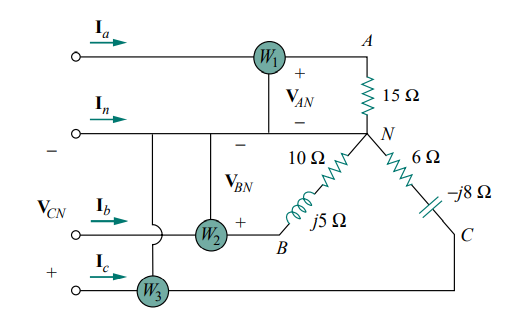 I_a
A
W_1
+
V_AN
−
15 Ω
I_n
N
−
−
10 Ω
6 Ω
V_BN
−j8 Ω
V_CN
I_b
W_2
+
j5 Ω
B
C
+
I_c
W_3